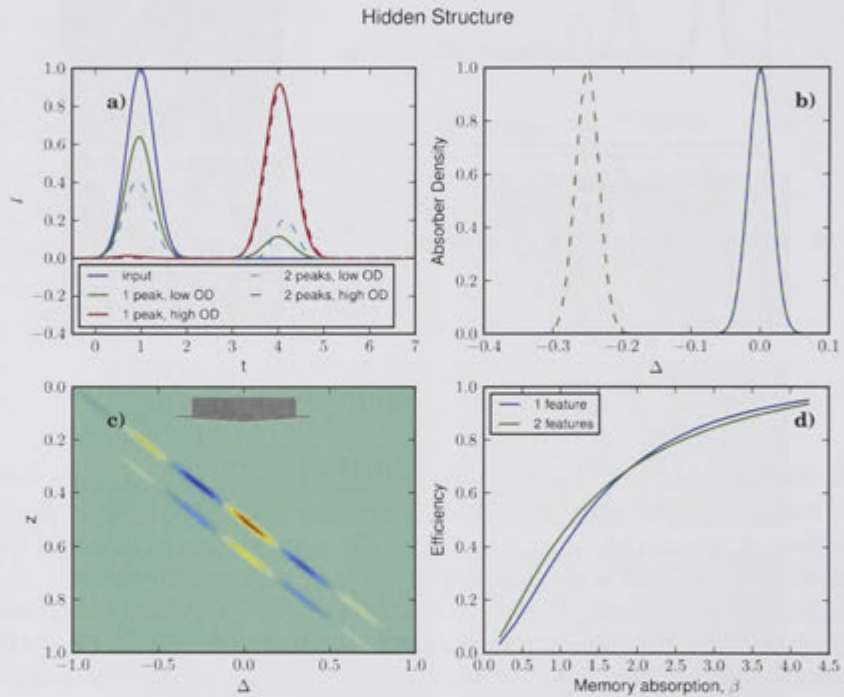 Hidden Structure
a)
I
1.0
0.8
0.6
0.4
0.2
0.0
−0.2
−0.4
input
1 peak, low OD
1 peak, high OD
2 peaks, low OD
2 peaks, high OD
0 1 2 3 4 5 6 7
t
b)
Absorber Density
1.0
0.8
0.6
0.4
0.2
0.0
−0.4 −0.3 −0.2 −0.1 0.0 0.1
Δ
c)
z
0.0
0.2
0.4
0.6
0.8
1.0
−1.0 −0.5 0.0 0.5 1.0
Δ
d)
Efficiency
1.0
0.8
0.6
0.4
0.2
0.0
1 feature
2 features
0.0 0.5 1.0 1.5 2.0 2.5 3.0 3.5 4.0 4.5
Memory absorption, β